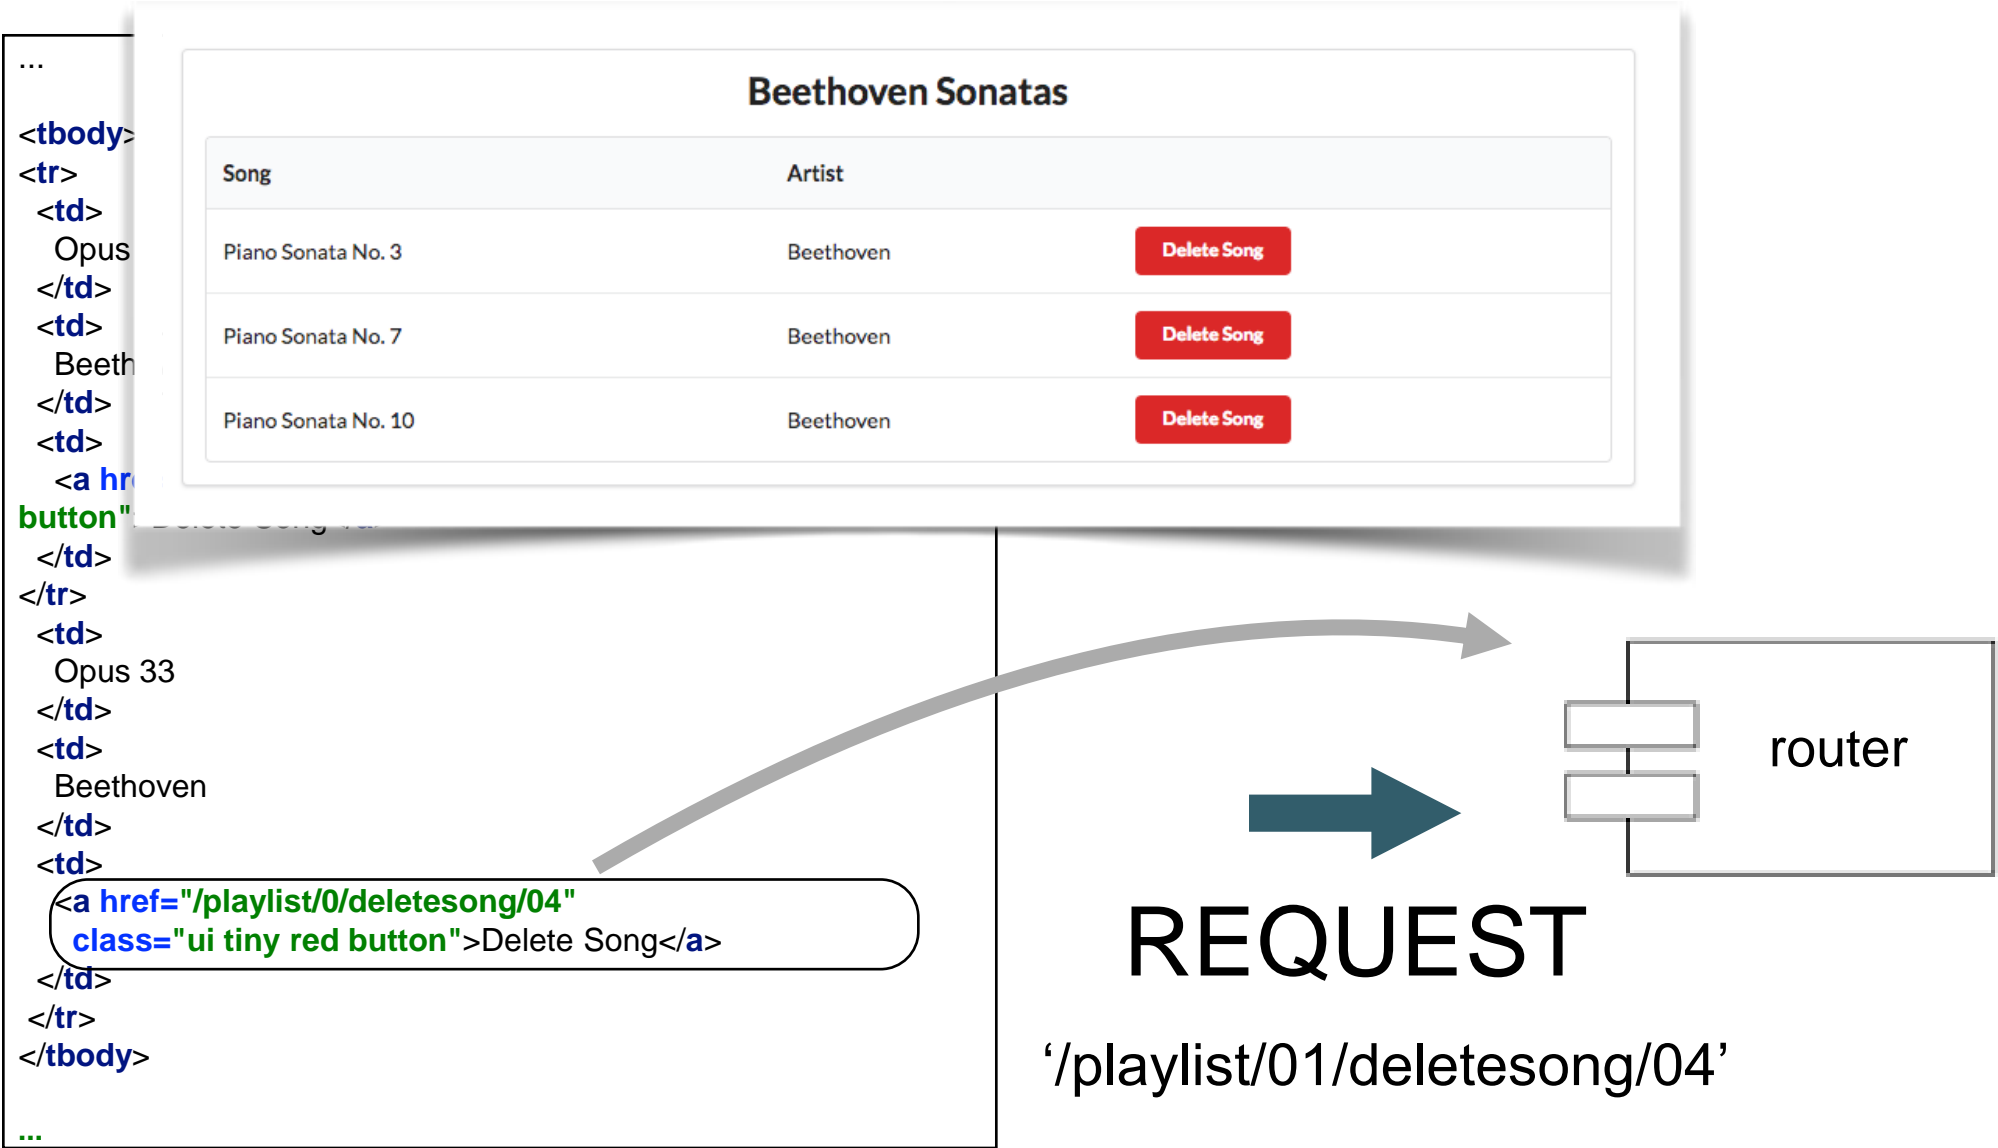 ...
<tbody>
<tr>
<td>
Opus
</td>
<td>
Beeth
</td>
<td>
<a hr
button"
</td>
</tr>
<td>
Opus 33
</td>
<td>
Beethoven
</td>
<td>
<a href="/playlist/0/deletesong/04"
class="ui tiny red button">Delete Song</a>
</td>
</tr>
</tbody>
...
Beethoven Sonatas
Song Artist
Piano Sonata No. 3 Beethoven Delete Song
Piano Sonata No. 7 Beethoven Delete Song
Piano Sonata No. 10 Beethoven Delete Song
router
REQUEST
‘/playlist/01/deletesong/04’